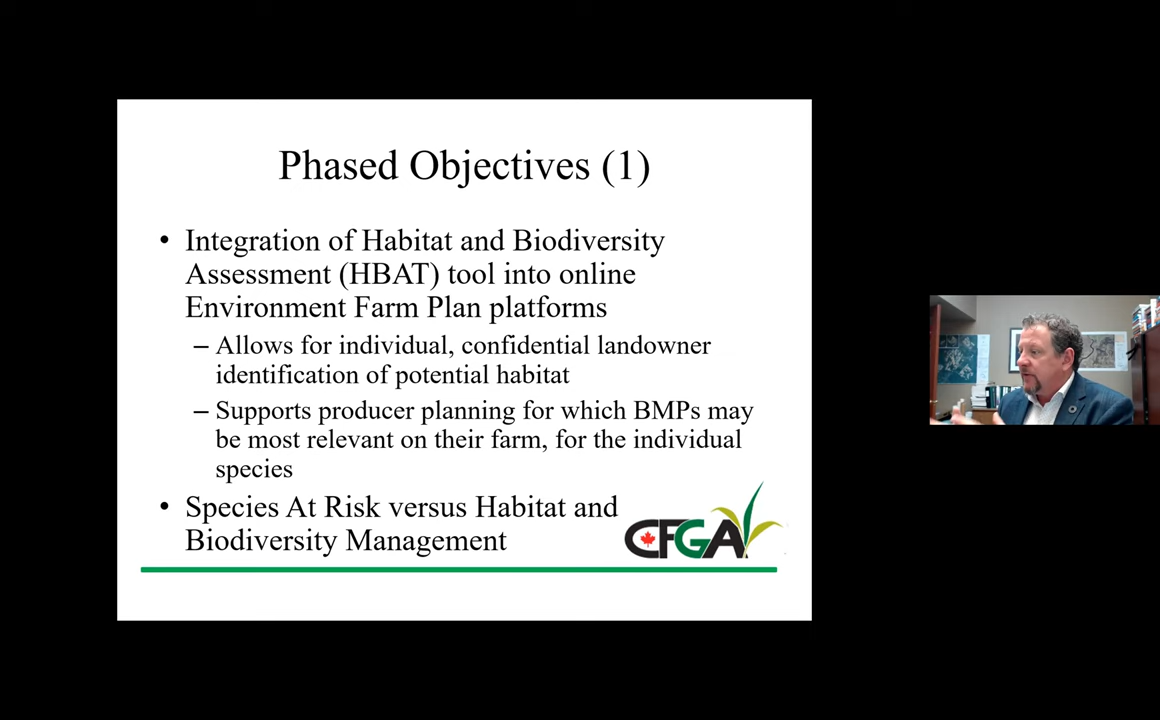 Phased Objectives (1)
• Integration of Habitat and Biodiversity
Assessment (HBAT) tool into online
Environment Farm Plan platforms
– Allows for individual, confidential landowner
identification of potential habitat
– Supports producer planning for which BMPs may
be most relevant on their farm, for the individual
species
• Species At Risk versus Habitat and
Biodiversity Management
CFGA